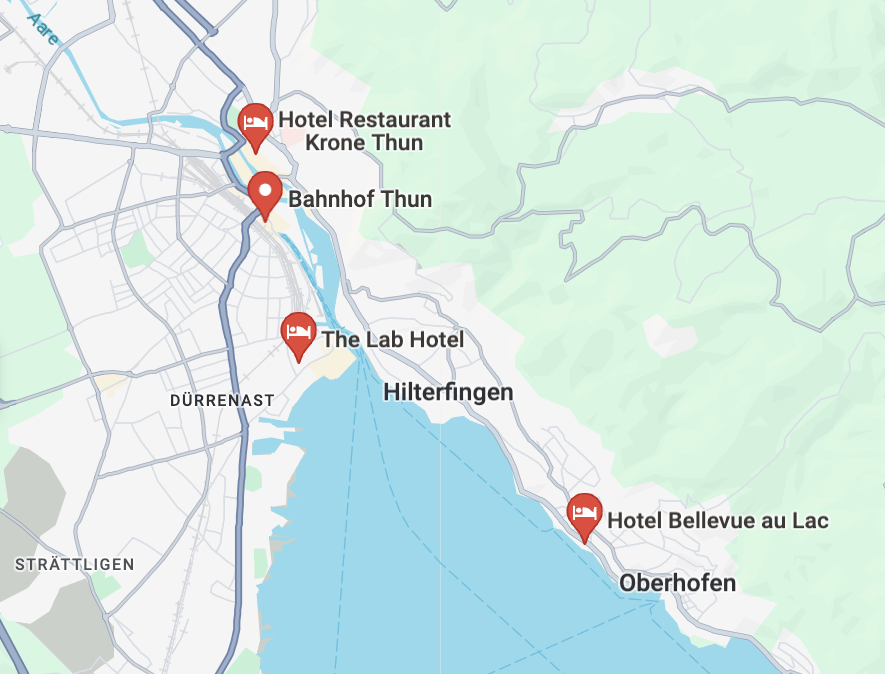 Aare
Hotel Restaurant
Krone Thun
Bahnhof Thun
The Lab Hotel
Hilterfingen
DÜRRENAST
Hotel Bellevue au Lac
STRÄTTLIGEN
Oberhofen